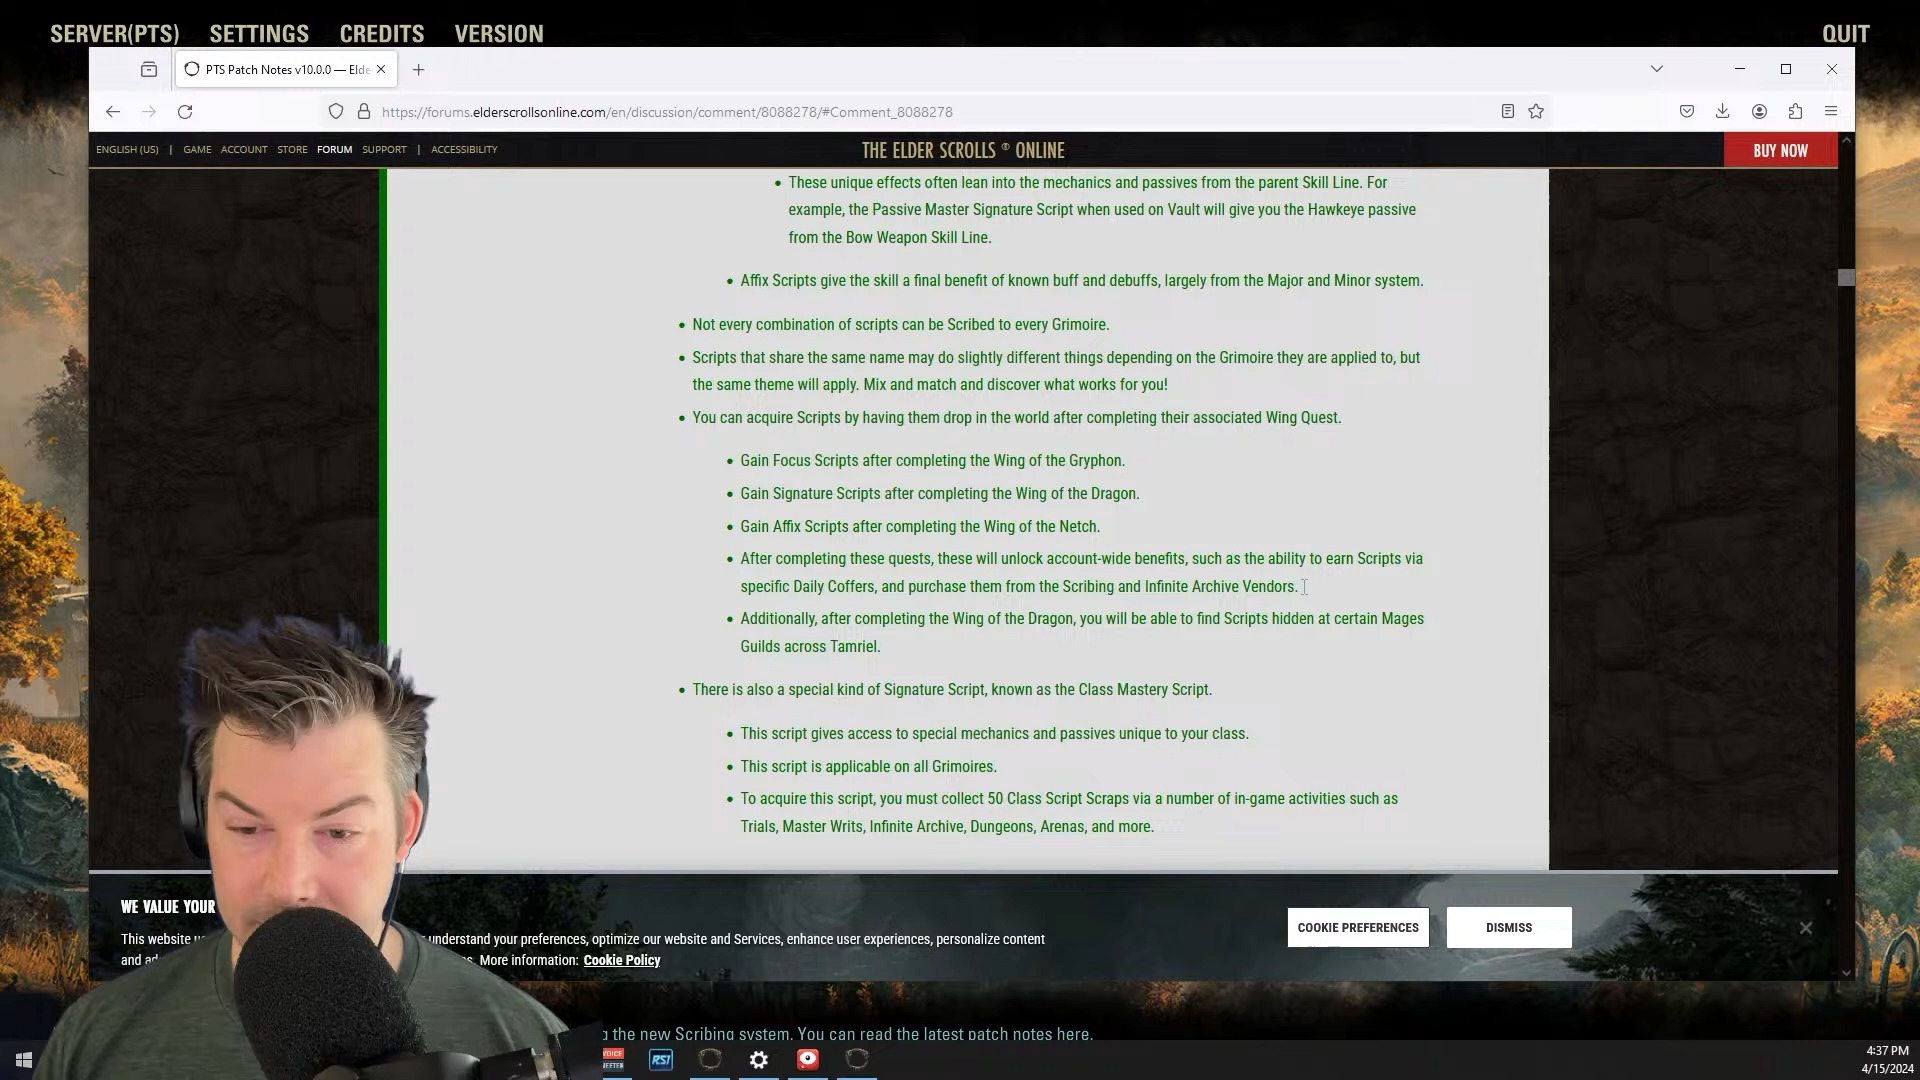 SERVER(PTS) SETTINGS CREDITS VERSION QUIT
PTS Patch Notes v10.0.0 — Elde
https://forums.elderscrollsonline.com/en/discussion/comment/8088278/#Comment_8088278
ENGLISH (US) | GAME ACCOUNT STORE FORUM SUPPORT | ACCESSIBILITY
THE ELDER SCROLLS ® ONLINE
BUY NOW
• These unique effects often lean into the mechanics and passives from the parent Skill Line. For
example, the Passive Master Signature Script when used on Vault will give you the Hawkeye passive
from the Bow Weapon Skill Line.
• Affix Scripts give the skill a final benefit of known buff and debuffs, largely from the Major and Minor system.
• Not every combination of scripts can be Scribed to every Grimoire.
• Scripts that share the same name may do slightly different things depending on the Grimoire they are applied to, but
the same theme will apply. Mix and match and discover what works for you!
• You can acquire Scripts by having them drop in the world after completing their associated Wing Quest.
• Gain Focus Scripts after completing the Wing of the Gryphon.
• Gain Signature Scripts after completing the Wing of the Dragon.
• Gain Affix Scripts after completing the Wing of the Netch.
• After completing these quests, these will unlock account-wide benefits, such as the ability to earn Scripts via
specific Daily Coffers, and purchase them from the Scribing and Infinite Archive Vendors.
• Additionally, after completing the Wing of the Dragon, you will be able to find Scripts hidden at certain Mages
Guilds across Tamriel.
• There is also a special kind of Signature Script, known as the Class Mastery Script.
• This script gives access to special mechanics and passives unique to your class.
• This script is applicable on all Grimoires.
• To acquire this script, you must collect 50 Class Script Scraps via a number of in-game activities such as
Trials, Master Writs, Infinite Archive, Dungeons, Arenas, and more.
WE VALUE YOUR
This website understand your preferences, optimize our website and Services, enhance user experiences, personalize content
and More information: Cookie Policy
COOKIE PREFERENCES
DISMISS
the new Scribing system. You can read the latest patch notes here.
VOICE
MEETER
RSI
4:37 PM
4/15/2024